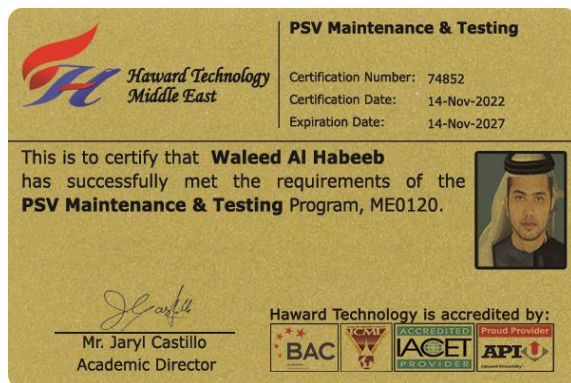 Haward Technology
Middle East
PSV Maintenance & Testing
Certification Number: 74852
Certification Date: 14-Nov-2022
Expiration Date: 14-Nov-2027
This is to certify that Waleed Al Habeeb
has successfully met the requirements of the
PSV Maintenance & Testing Program, ME0120.
Mr. Jaryl Castillo
Academic Director
Haward Technology is accredited by:
BAC
TCMI
ACCREDITED
IACET
PROVIDER
Proud Provider
API U